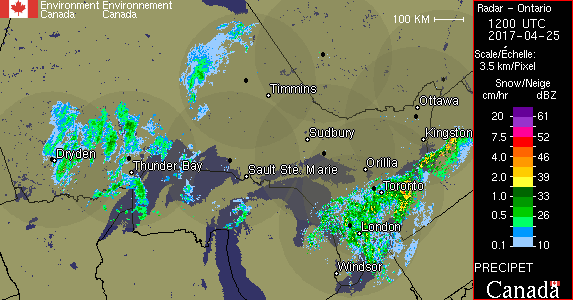 Environment Environnement
Canada Canada
100 KM
Timmins
Ottawa
Sudbury
Kingston
Dryden
Thunder Bay
Sault Ste. Marie
Orillia
Toronto
London
Windsor
Radar - Ontario
1200 UTC
2017-04-25
Scale/Échelle:
3.5 km/Pixel
Snow/Neige
cm/hr dBZ
20 61
7.5 52
4.0 46
2.0 39
1.0 33
0.5 26
0.1 10
PRECIPET
Canada